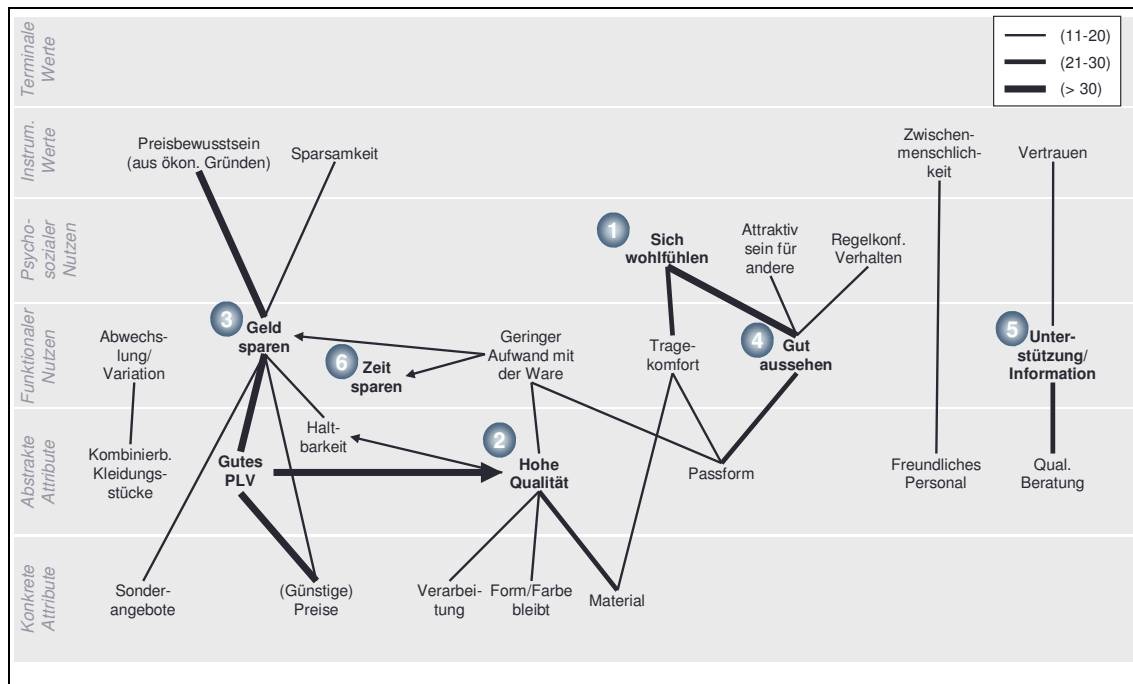 Terminale
Werte
(11-20)
(21-30)
(> 30)
Instrum.
Werte
Preisbewusstsein
(aus ökon. Gründen)
Sparsamkeit
Zwischen-
menschlich-
keit
Vertrauen
Psycho-
sozialer
Nutzen
1
Sich
wohlfühlen
Attraktiv
sein für
andere
Regelkonf.
Verhalten
Funktionaler
Nutzen
Abwechs-
lung/
Variation
3
Geld
sparen
6
Zeit
sparen
Geringer
Aufwand mit
der Ware
Trage-
komfort
4
Gut
aussehen
5
Unter-
stützung/
Information
Abstrakte
Attribute
Kombinierb.
Kleidungs-
stücke
Gutes
PLV
Halt-
barkeit
2
Hohe
Qualität
Passform
Freundliches
Personal
Qual.
Beratung
Konkrete
Attribute
Sonder-
angebote
(Günstige)
Preise
Verarbei-
tung
Form/Farbe
bleibt
Material